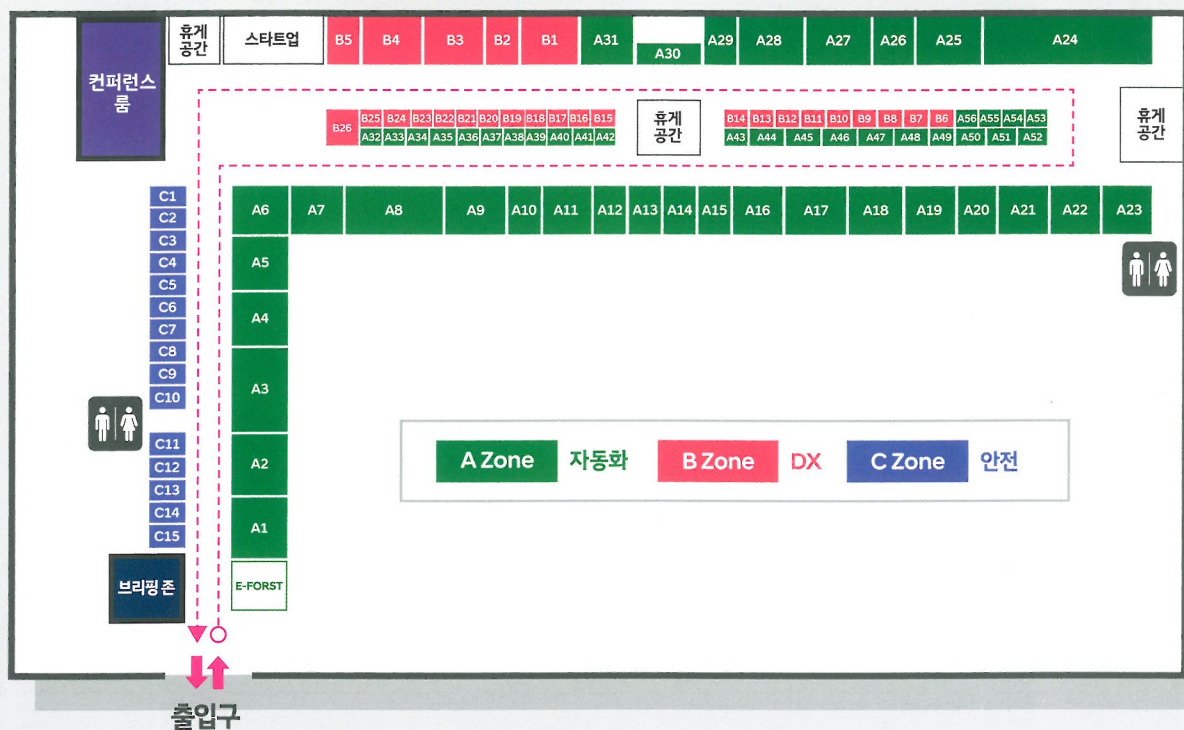 컨퍼런스
룸
휴게
공간
스타트업
B5 B4 B3 B2 B1 A31 A30 A29 A28 A27 A26 A25 A24
B26
B25 B24 B23 B22 B21 B20 B19 B18 B17 B16 B15
A32 A33 A34 A35 A36 A37 A38 A39 A40 A41 A42
휴게
공간
B14 B13 B12 B11 B10 B9 B8 B7 B6 A56 A55 A54 A53
A43 A44 A45 A46 A47 A48 A49 A50 A51 A52
휴게
공간
C1
C2
C3
C4
C5
C6
C7
C8
C9
C10
C11
C12
C13
C14
C15
A6 A7 A8 A9 A10 A11 A12 A13 A14 A15 A16 A17 A18 A19 A20 A21 A22 A23
A5
A4
A3
A2
A1
E-FORST
브리핑 존
A Zone 자동화 B Zone DX C Zone 안전
출입구